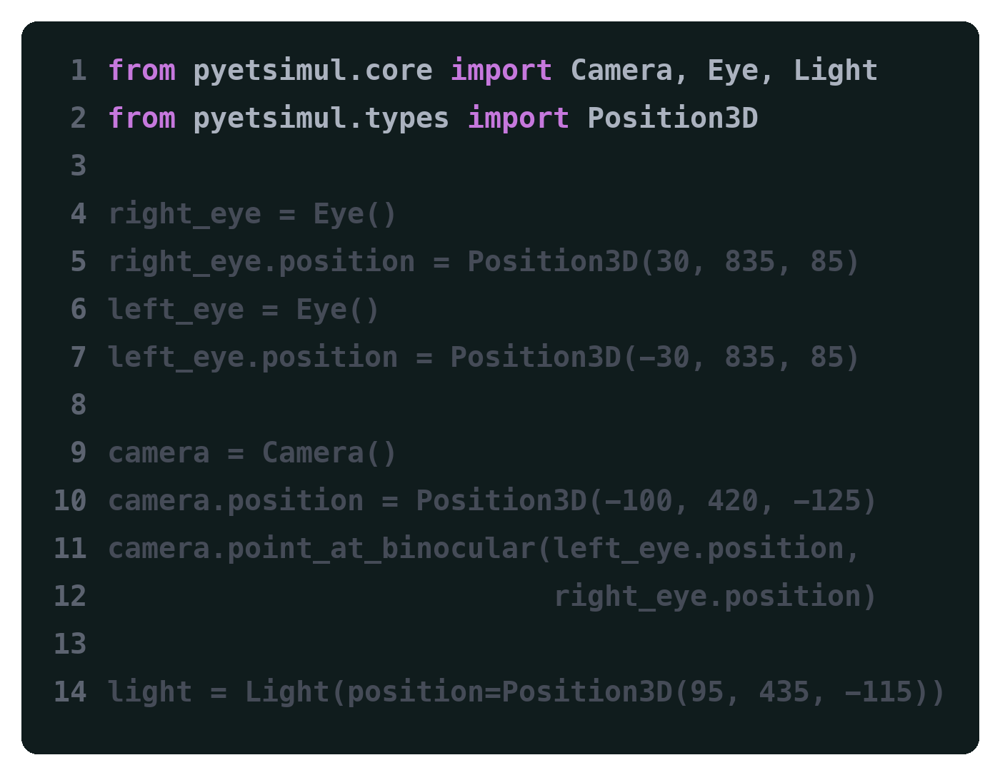 1 from pyetsimul.core import Camera, Eye, Light
2 from pyetsimul.types import Position3D
3
4 right_eye = Eye()
5 right_eye.position = Position3D(30, 835, 85)
6 left_eye = Eye()
7 left_eye.position = Position3D(−30, 835, 85)
8
9 camera = Camera()
10 camera.position = Position3D(−100, 420, −125)
11 camera.point_at_binocular(left_eye.position,
12                           right_eye.position)
13
14 light = Light(position=Position3D(95, 435, −115))